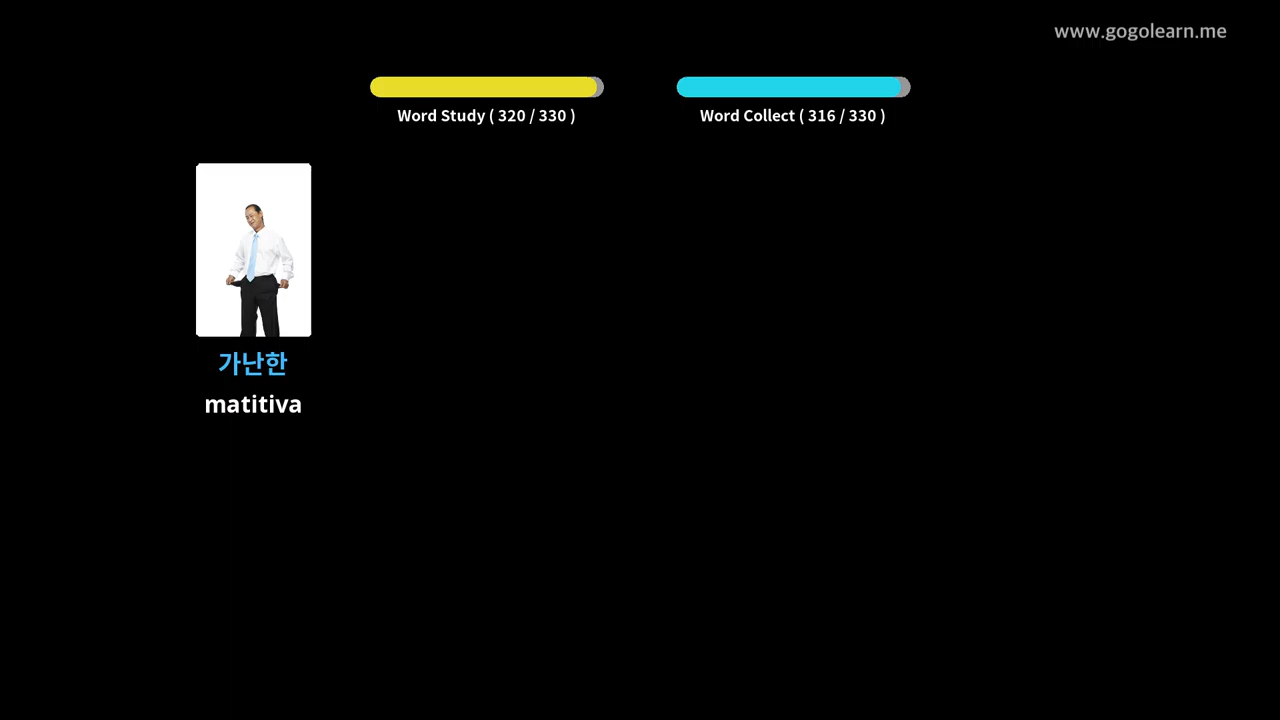 www.gogolearn.me
Word Study ( 320 / 330 )
Word Collect ( 316 / 330 )
가난한
matitiva